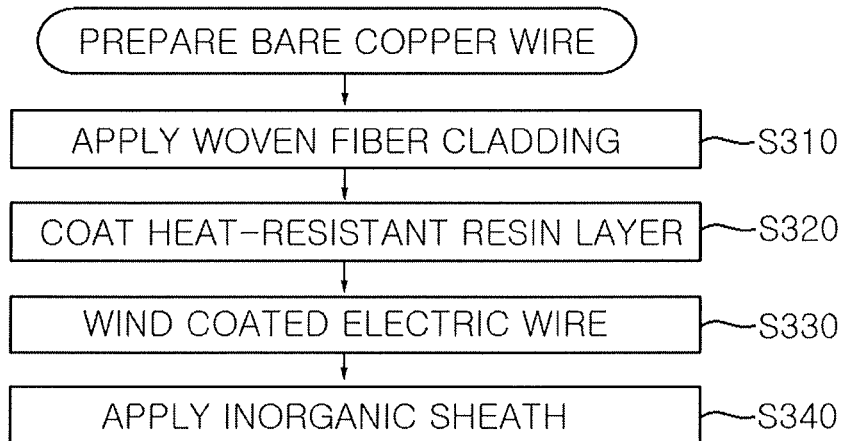 PREPARE BARE COPPER WIRE
APPLY WOVEN FIBER CLADDING S310
COAT HEAT-RESISTANT RESIN LAYER S320
WIND COATED ELECTRIC WIRE S330
APPLY INORGANIC SHEATH S340